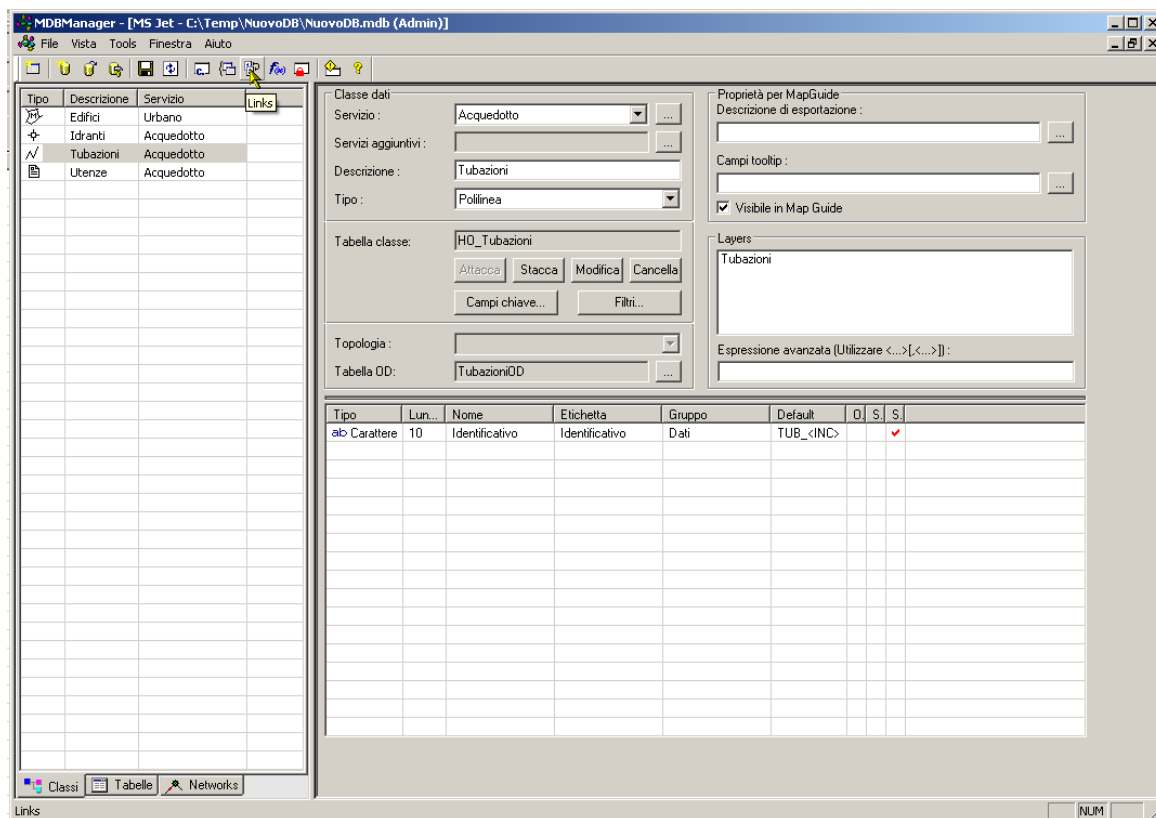 MDBManager - [MS Jet - C:\Temp\NuovoDB\NuovoDB.mdb (Admin)]
File Vista Tools Finestra Aiuto
Links
Tipo Descrizione Servizio
Edifici Urbano
Idranti Acquedotto
Tubazioni Acquedotto
Utenze Acquedotto
Classi Tabelle Networks
Classe dati
Servizio : Acquedotto ...
Servizi aggiuntivi : ...
Descrizione : Tubazioni
Tipo : Polilinea
Tabella classe: HO_Tubazioni
Attacca Stacca Modifica Cancella
Campi chiave... Filtri...
Topologia :
Tabella OD: TubazioniOD ...
Proprietà per MapGuide
Descrizione di esportazione :
...
Campi tooltip :
...
Visibile in Map Guide
Layers
Tubazioni
Espressione avanzata (Utilizzare <...>[,<...>]) :
Tipo Lun... Nome Etichetta Gruppo Default O. S. S.
ab Carattere 10 Identificativo Identificativo Dati TUB_<INC>
Links NUM